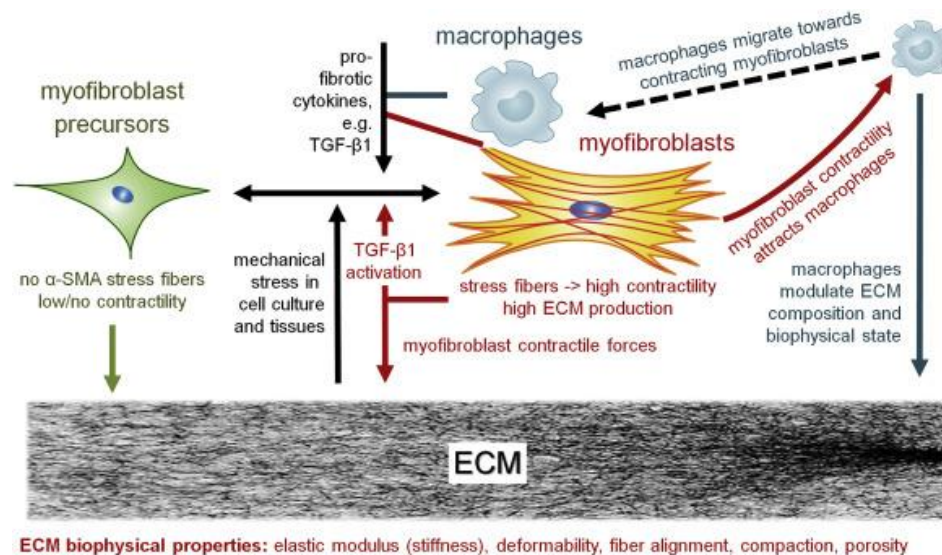 myofibroblast
precursors
no α-SMA stress fibers
low/no contractility
pro-
fibrotic
cytokines,
e.g.
TGF-β1
macrophages
myofibroblasts
macrophages migrate towards
contracting myofibroblasts
myofibroblast contractility
attracts macrophages
mechanical
stress in
cell culture
and tissues
TGF-β1
activation
stress fibers -> high contractility
high ECM production
myofibroblast contractile forces
macrophages
modulate ECM
composition and
biophysical state
ECM
ECM biophysical properties: elastic modulus (stiffness), deformability, fiber alignment, compaction, porosity